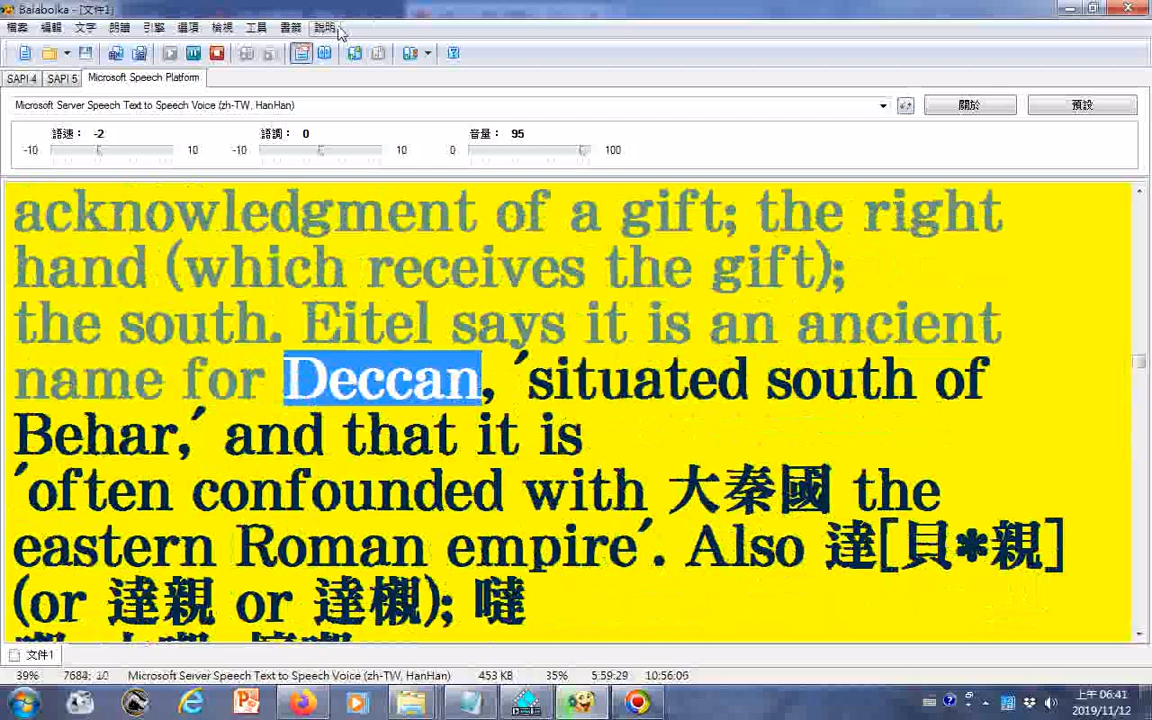 Balabolka - [文件1]
檔案 編輯 文字 朗讀 引擎 選項 檢視 工具 書籤 說明
SAPI 4 SAPI 5 Microsoft Speech Platform
Microsoft Server Speech Text to Speech Voice (zh-TW, HanHan) 關於 預設
語速： -2 語調： 0 音量： 95
-10 10 -10 10 0 100
acknowledgment of a gift; the right
hand (which receives the gift);
the south. Eitel says it is an ancient
name for Deccan, ′situated south of
Behar,′ and that it is
′often confounded with 大秦國 the
eastern Roman empire′. Also 達[貝*親]
(or 達親 or 達櫬); 噠
文件1
39% 7684: 10 Microsoft Server Speech Text to Speech Voice (zh-TW, HanHan) 453 KB 35% 5:59:29 10:56:06
上午 06:41
2019/11/12